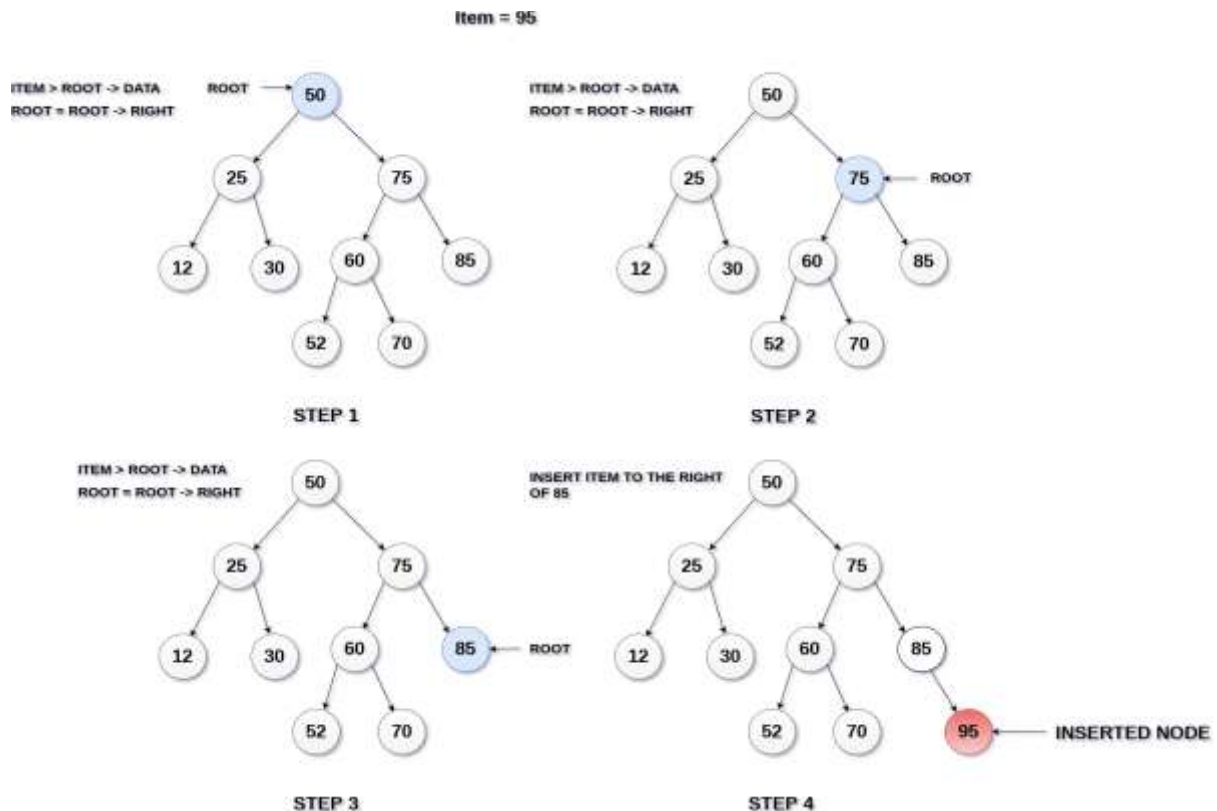 Item = 95
ITEM > ROOT -> DATA
ROOT = ROOT -> RIGHT
ROOT
50
25
75
12
30
60
85
52
70
STEP 1
ITEM > ROOT -> DATA
ROOT = ROOT -> RIGHT
50
25
75
ROOT
12
30
60
85
52
70
STEP 2
ITEM > ROOT -> DATA
ROOT = ROOT -> RIGHT
50
25
75
12
30
60
85
ROOT
52
70
STEP 3
INSERT ITEM TO THE RIGHT
OF 85
50
25
75
12
30
60
85
52
70
95
INSERTED NODE
STEP 4